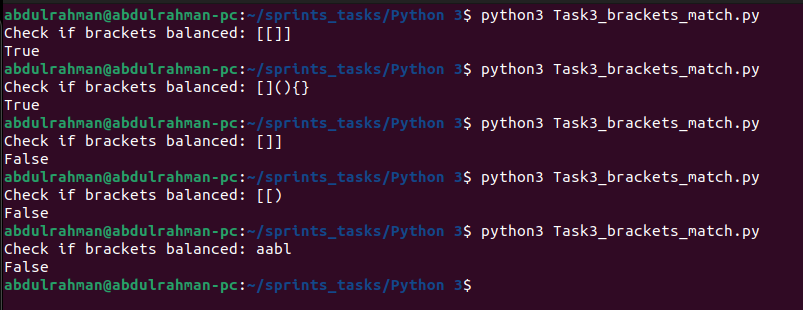 abdulrahman@abdulrahman-pc:~/sprints_tasks/Python 3$ python3 Task3_brackets_match.py
Check if brackets balanced: [[]]
True
abdulrahman@abdulrahman-pc:~/sprints_tasks/Python 3$ python3 Task3_brackets_match.py
Check if brackets balanced: [](){}
True
abdulrahman@abdulrahman-pc:~/sprints_tasks/Python 3$ python3 Task3_brackets_match.py
Check if brackets balanced: []]
False
abdulrahman@abdulrahman-pc:~/sprints_tasks/Python 3$ python3 Task3_brackets_match.py
Check if brackets balanced: [[)
False
abdulrahman@abdulrahman-pc:~/sprints_tasks/Python 3$ python3 Task3_brackets_match.py
Check if brackets balanced: aabl
False
abdulrahman@abdulrahman-pc:~/sprints_tasks/Python 3$